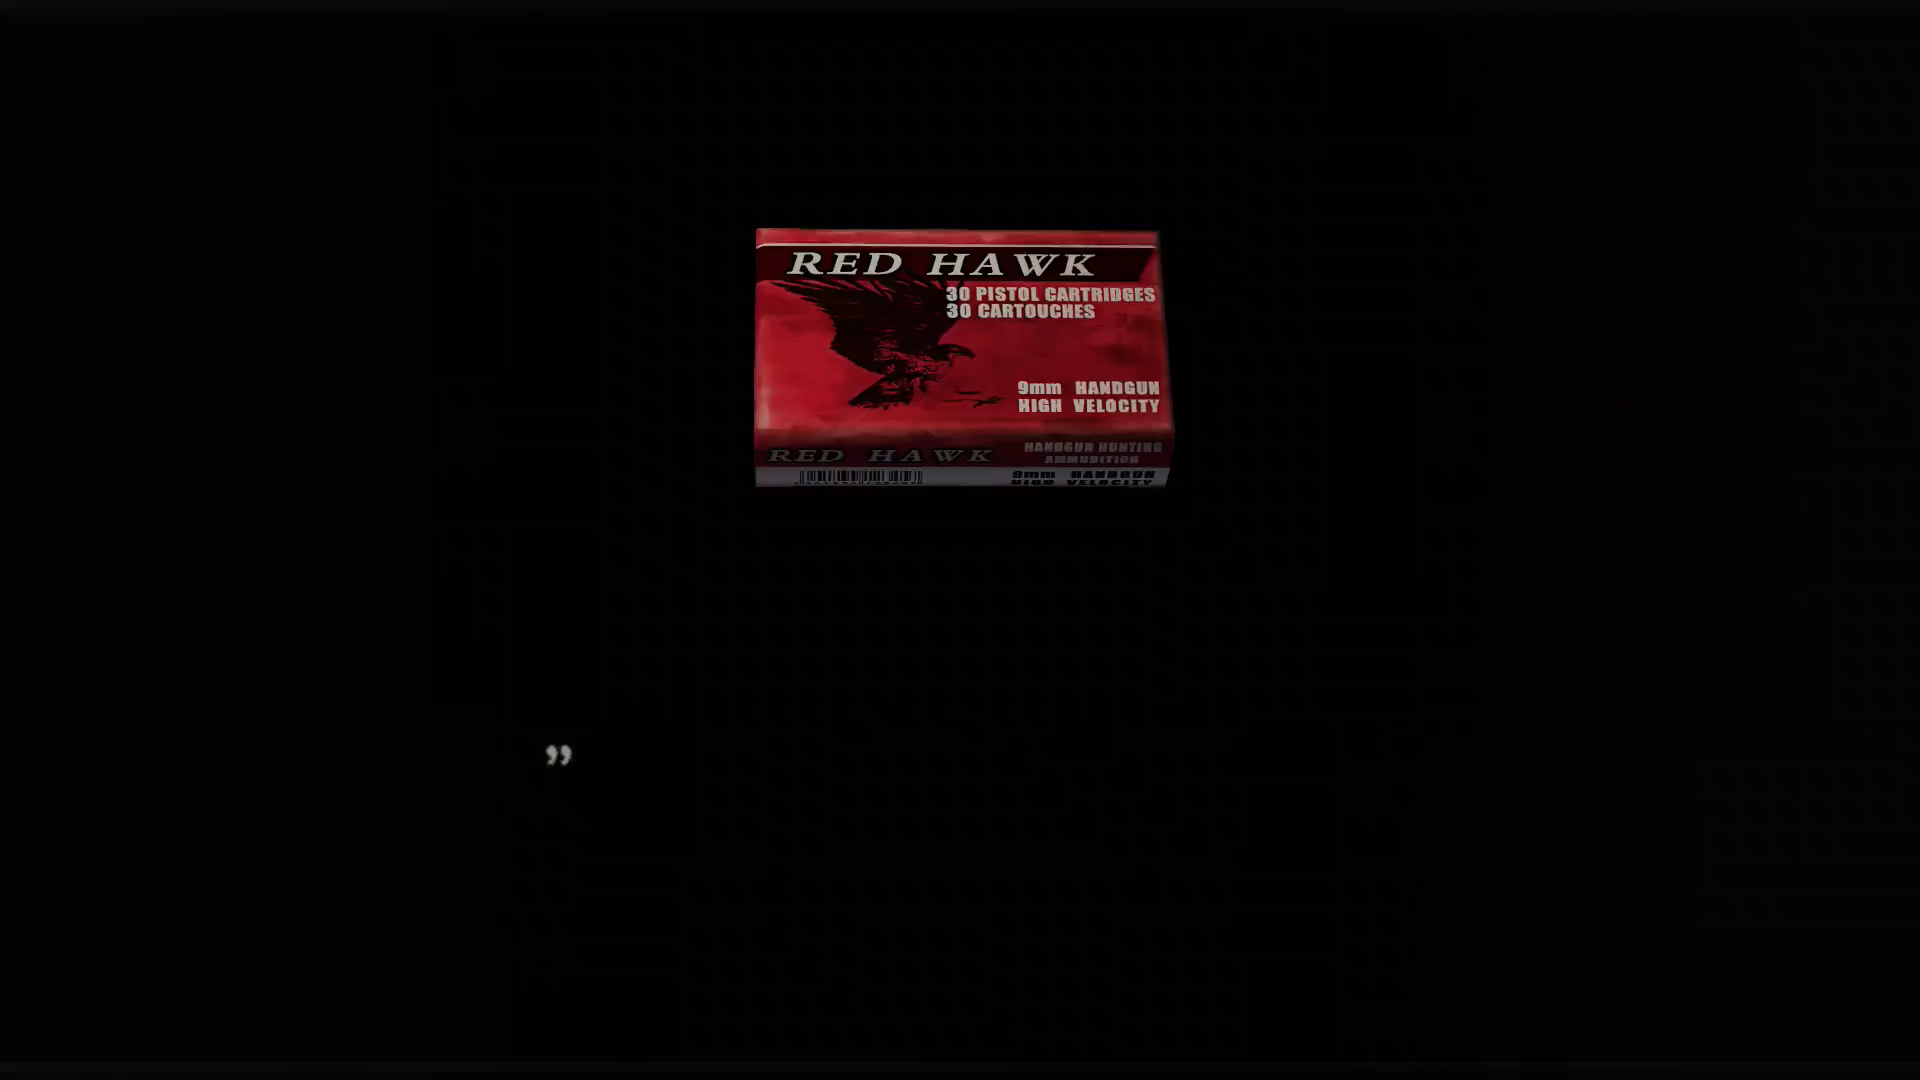 RED HAWK
30 PISTOL CARTRIDGES
30 CARTOUCHES
9mm HANDGUN
HIGH VELOCITY
RED HAWK
HANDGUN HUNTING
AMMUNITION
9mm HANDGUN
HIGH VELOCITY
”